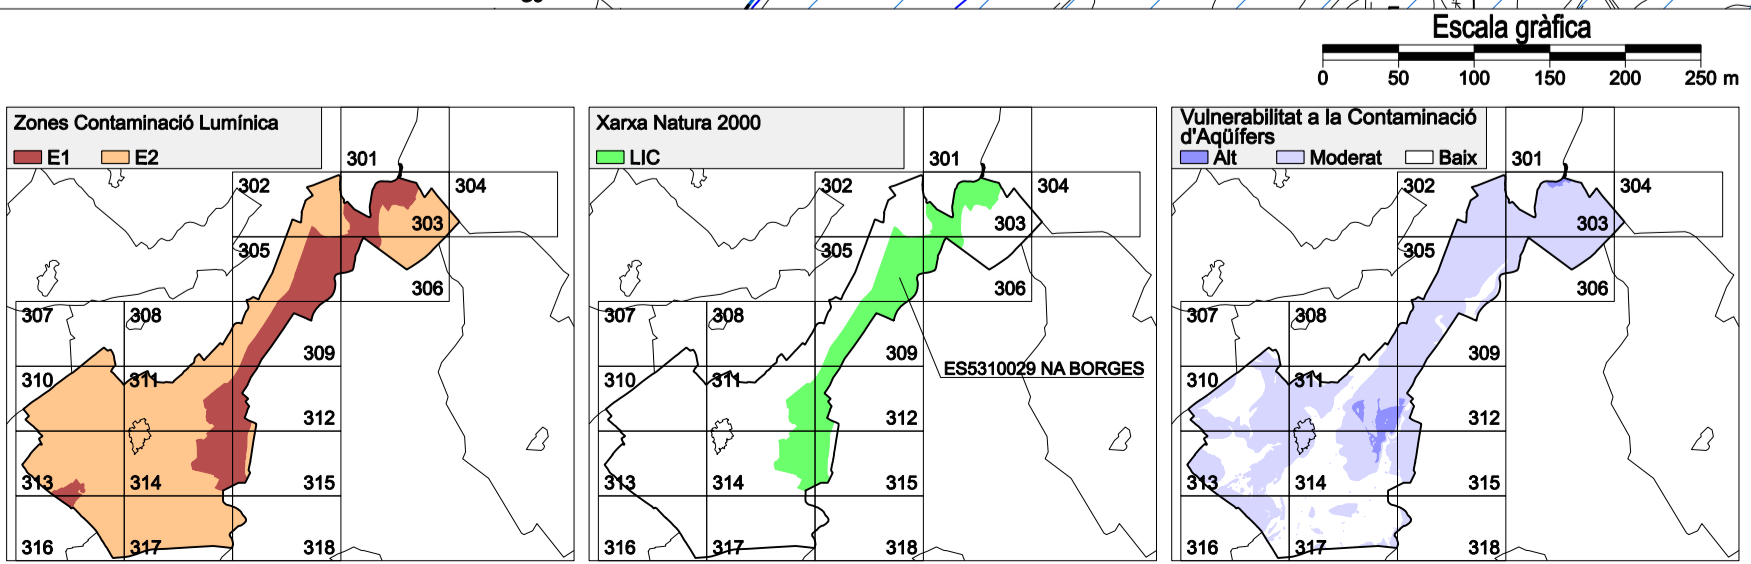 Escala gràfica
0 50 100 150 200 250 m
Zones Contaminació Lumínica
E1 E2
301
302 304
303
305
306
307 308
309
310 311
312
313 314 315
316 317 318
Xarxa Natura 2000
LIC
301
302 304
303
305
306
307 308
309
ES5310029 NA BORGES
310 311
312
313 314 315
316 317 318
Vulnerabilitat a la Contaminació
d'Aqüífers
Alt Moderat Baix
301
302 304
303
305
306
307 308
309
310 311
312
313 314 315
316 317 318